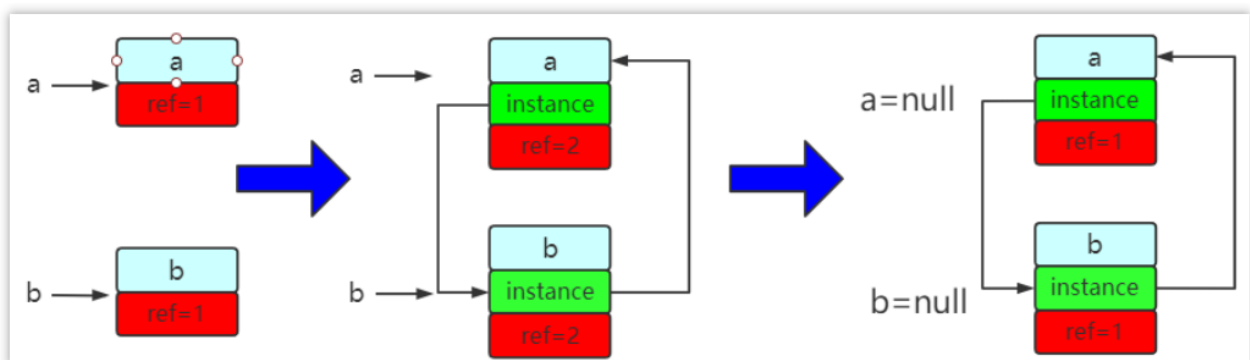 a
a
ref=1
b
b
ref=1
a
a
instance
ref=2
b
b
instance
ref=2
a=null
a
instance
ref=1
b=null
b
instance
ref=1